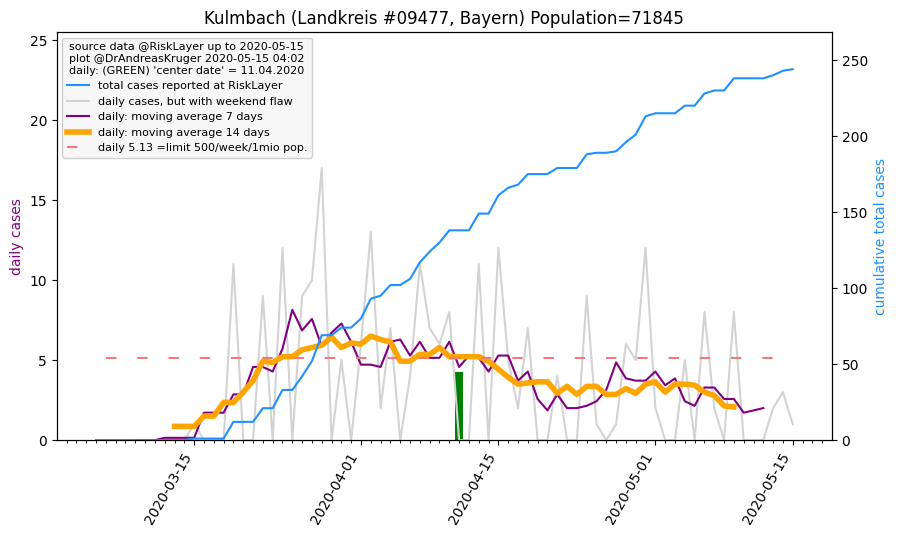 Kulmbach (Landkreis #09477, Bayern) Population=71845
source data @RiskLayer up to 2020-05-15
plot @DrAndreasKruger 2020-05-15 04:02
daily: (GREEN) 'center date' = 11.04.2020
total cases reported at RiskLayer
daily cases, but with weekend flaw
daily: moving average 7 days
daily: moving average 14 days
daily 5.13 =limit 500/week/1mio pop.
daily cases
25
20
15
10
5
0
cumulative total cases
250
200
150
100
50
0
2020-03-15
2020-04-01
2020-04-15
2020-05-01
2020-05-15